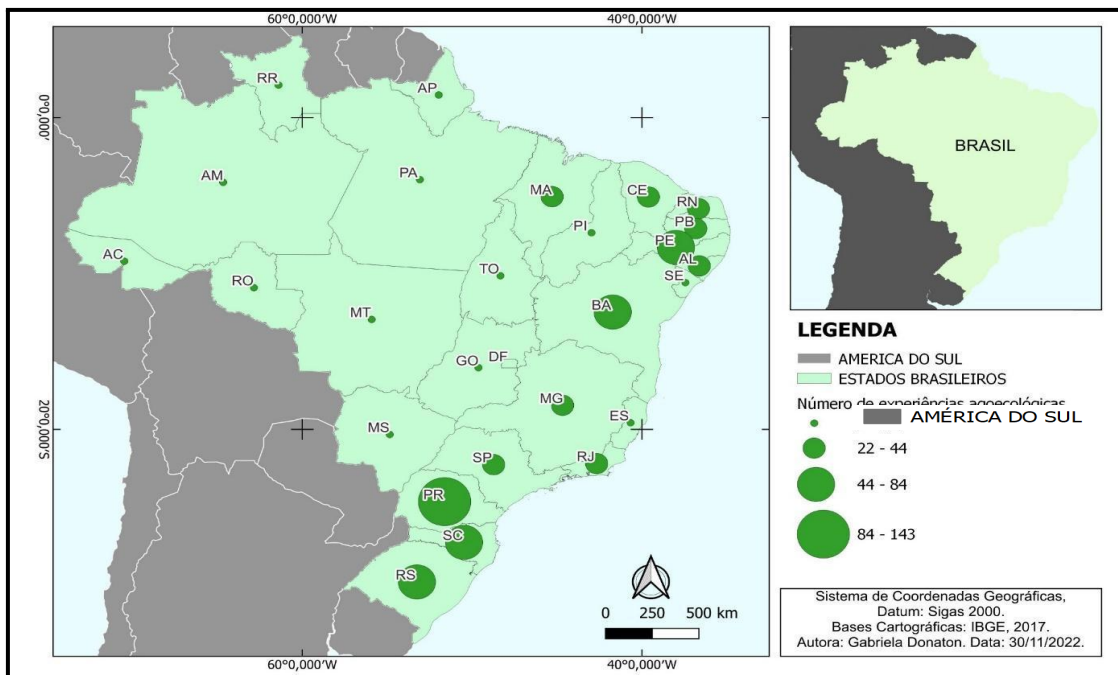 60°0,000'W 40°0,000'W
0°0,000'
20°0,000'S
RR
AP
AM
PA
MA
CE
RN
PB
PI
PE
AL
AC
SE
TO
RO
BA
MT
GO
DF
MG
ES
MS
SP
RJ
PR
SC
RS
0 250 500 km
60°0,000'W 40°0,000'W
BRASIL
LEGENDA
AMERICA DO SUL
ESTADOS BRASILEIROS
Número de experiências agoecológicas
AMÉRICA DO SUL
22 - 44
44 - 84
84 - 143
Sistema de Coordenadas Geográficas,
Datum: Sigas 2000.
Bases Cartográficas: IBGE, 2017.
Autora: Gabriela Donaton. Data: 30/11/2022.